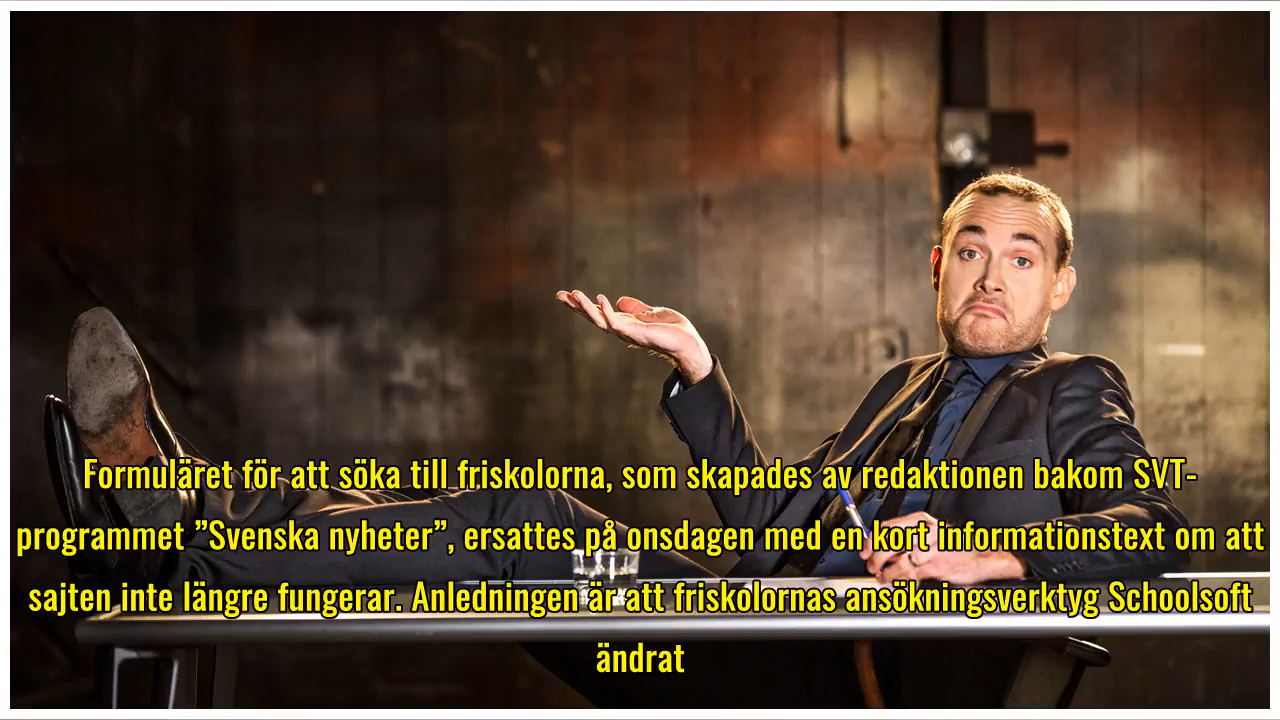 Formuläret för att söka till friskolorna, som skapades av redaktionen bakom SVT-
programmet ”Svenska nyheter”, ersattes på onsdagen med en kort informationstext om att
sajten inte längre fungerar. Anledningen är att friskolornas ansökningsverktyg Schoolsoft
ändrat